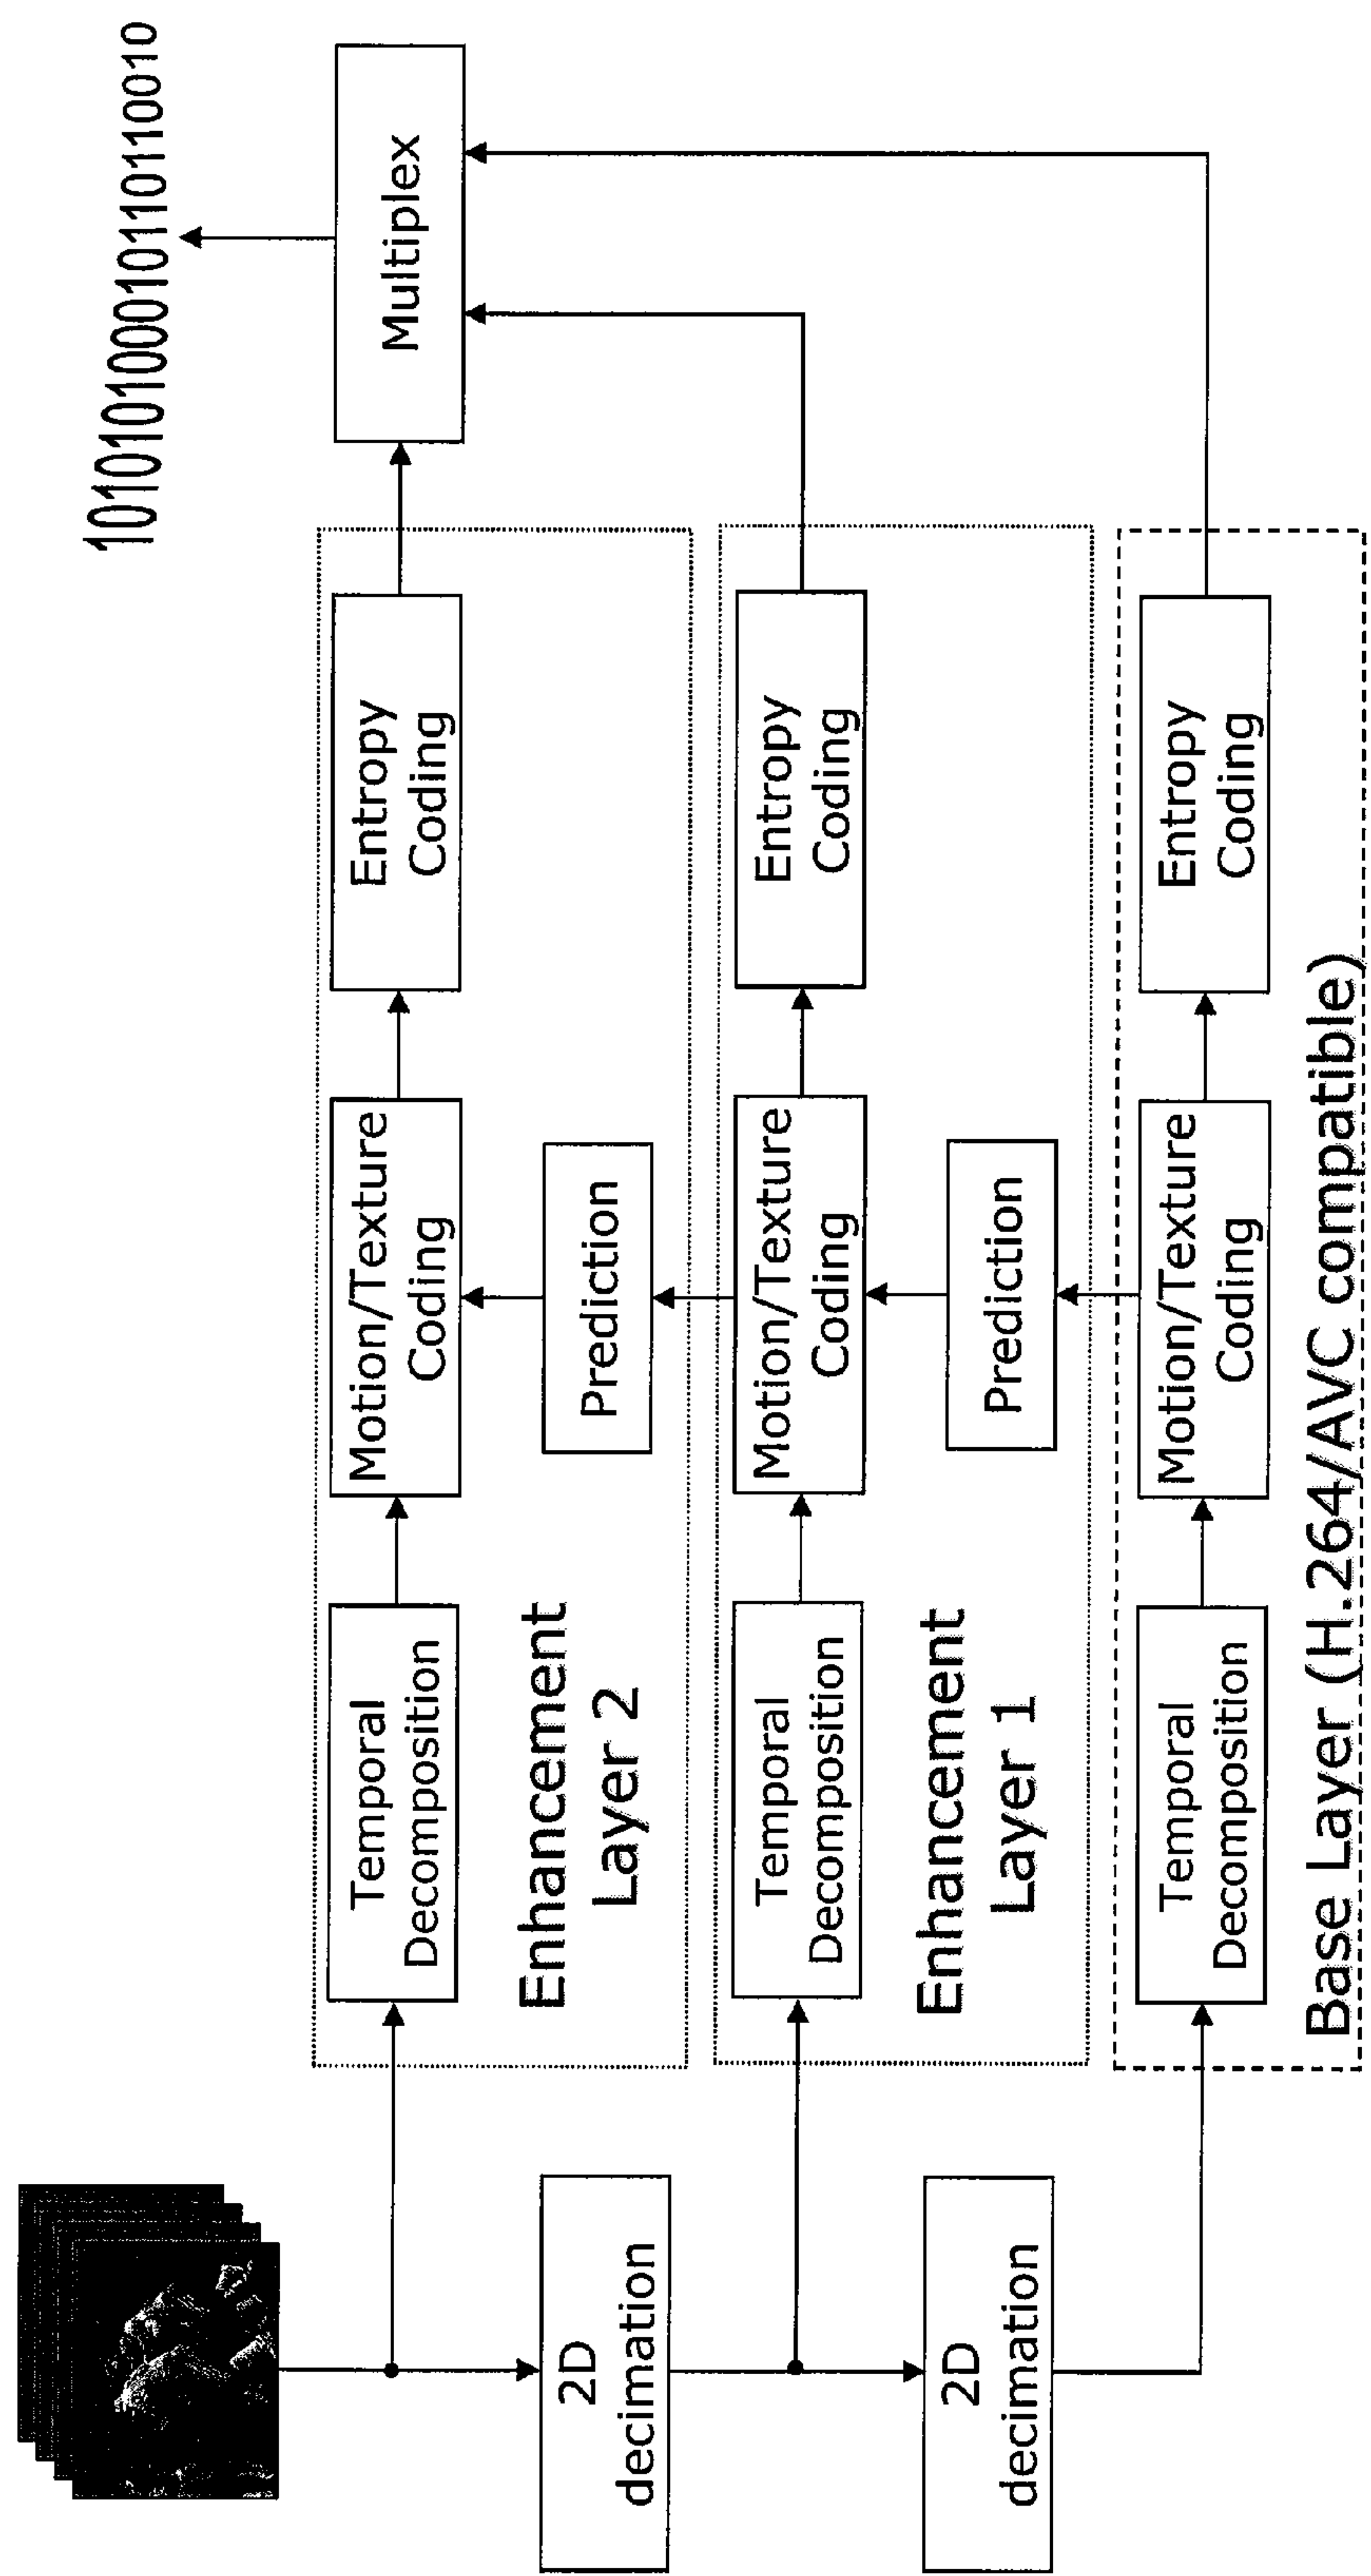 101010100010110110010
Temporal
Decomposition
Motion/Texture
Coding
Entropy
Coding
Multiplex
Enhancement
Layer 2
Prediction
2D
decimation
Temporal
Decomposition
Motion/Texture
Coding
Entropy
Coding
Enhancement
Layer 1
Prediction
2D
decimation
Temporal
Decomposition
Motion/Texture
Coding
Entropy
Coding
Base Layer (H.264/AVC compatible)